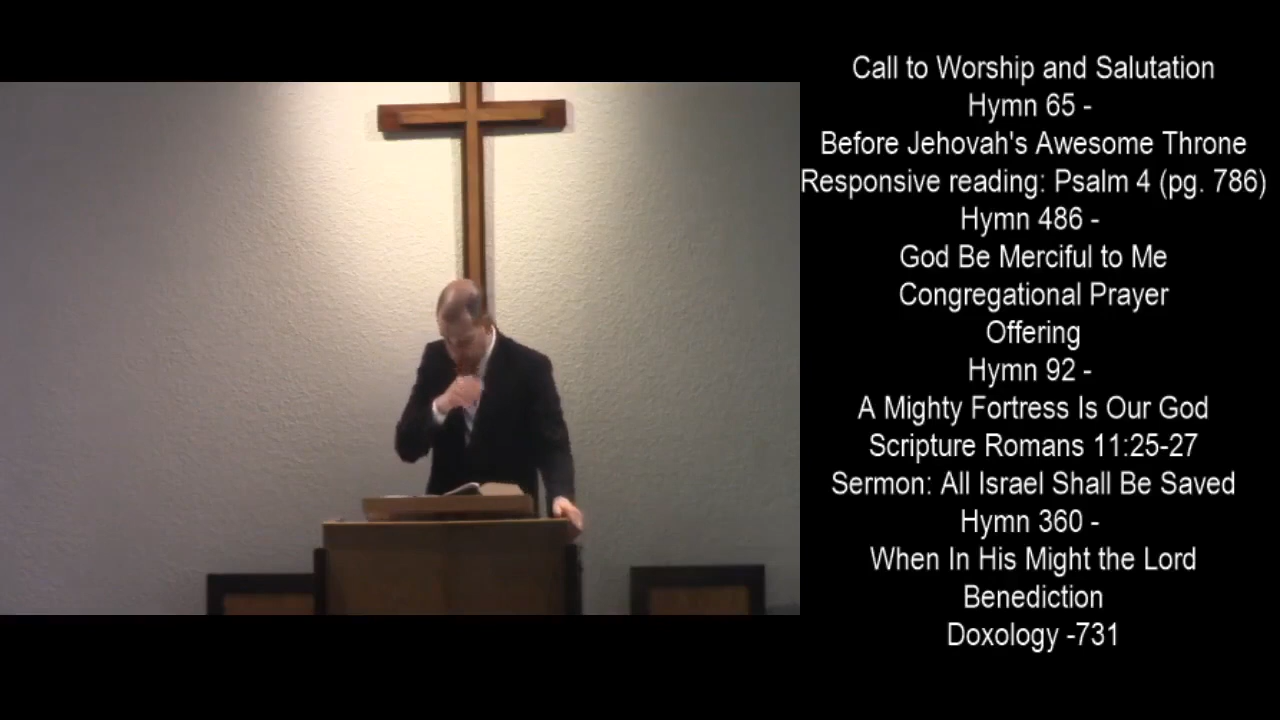 Call to Worship and Salutation
Hymn 65 -
Before Jehovah's Awesome Throne
Responsive reading: Psalm 4 (pg. 786)
Hymn 486 -
God Be Merciful to Me
Congregational Prayer
Offering
Hymn 92 -
A Mighty Fortress Is Our God
Scripture Romans 11:25-27
Sermon: All Israel Shall Be Saved
Hymn 360 -
When In His Might the Lord
Benediction
Doxology -731